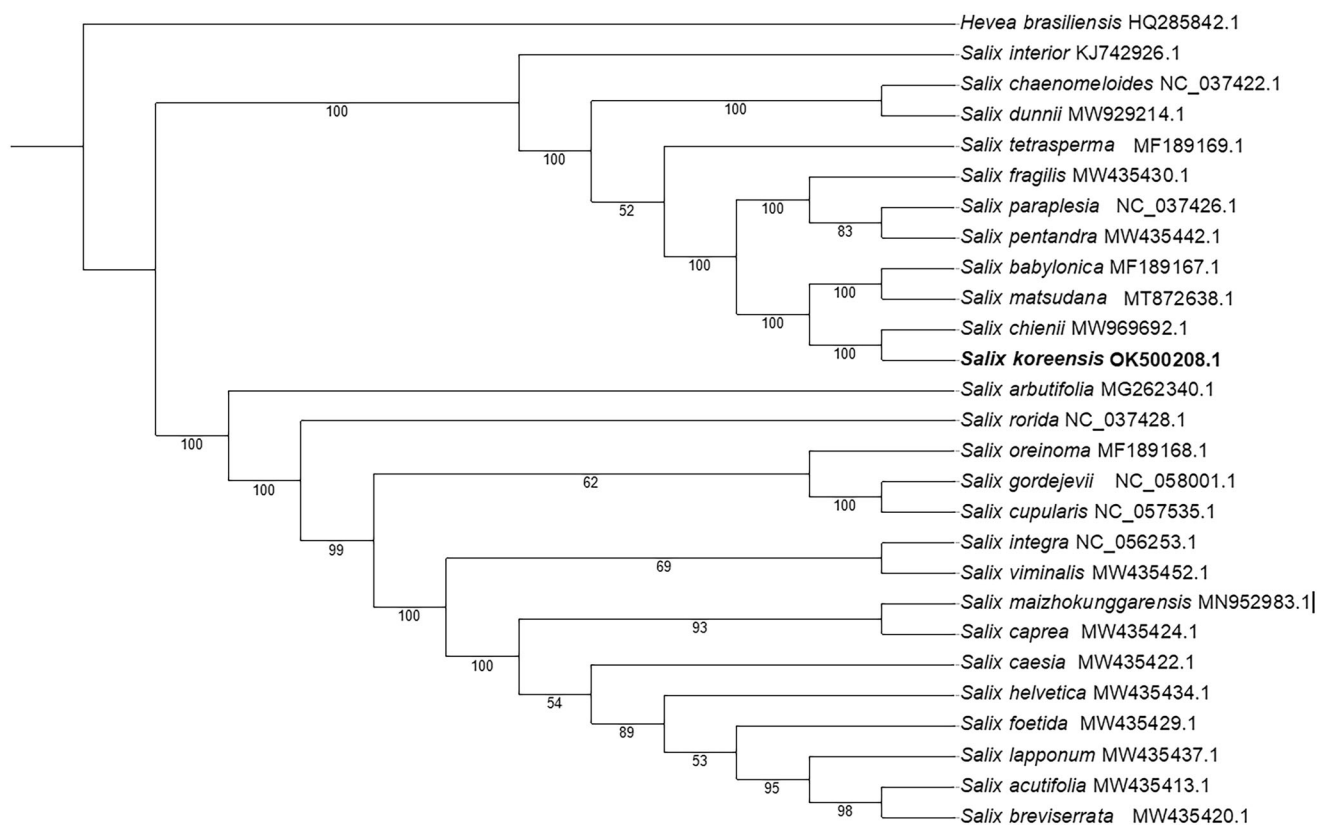 Hevea brasiliensis HQ285842.1
Salix interior KJ742926.1
Salix chaenomeloides NC_037422.1
100
100
Salix dunnii MW929214.1
Salix tetrasperma MF189169.1
100
Salix fragilis MW435430.1
Salix paraplesia NC_037426.1
52
100
83
Salix pentandra MW435442.1
100
Salix babylonica MF189167.1
100
Salix matsudana MT872638.1
100
Salix chienii MW969692.1
100
Salix koreensis OK500208.1
Salix arbutifolia MG262340.1
Salix rorida NC_037428.1
100
Salix oreinoma MF189168.1
Salix gordejevii NC_058001.1
100
62
100
Salix cupularis NC_057535.1
Salix integra NC_056253.1
99
69
Salix viminalis MW435452.1
Salix maizhokunggarensis MN952983.1
100
93
Salix caprea MW435424.1
Salix caesia MW435422.1
100
Salix helvetica MW435434.1
54
Salix foetida MW435429.1
89
Salix lapponum MW435437.1
53
Salix acutifolia MW435413.1
95
98
Salix breviserrata MW435420.1